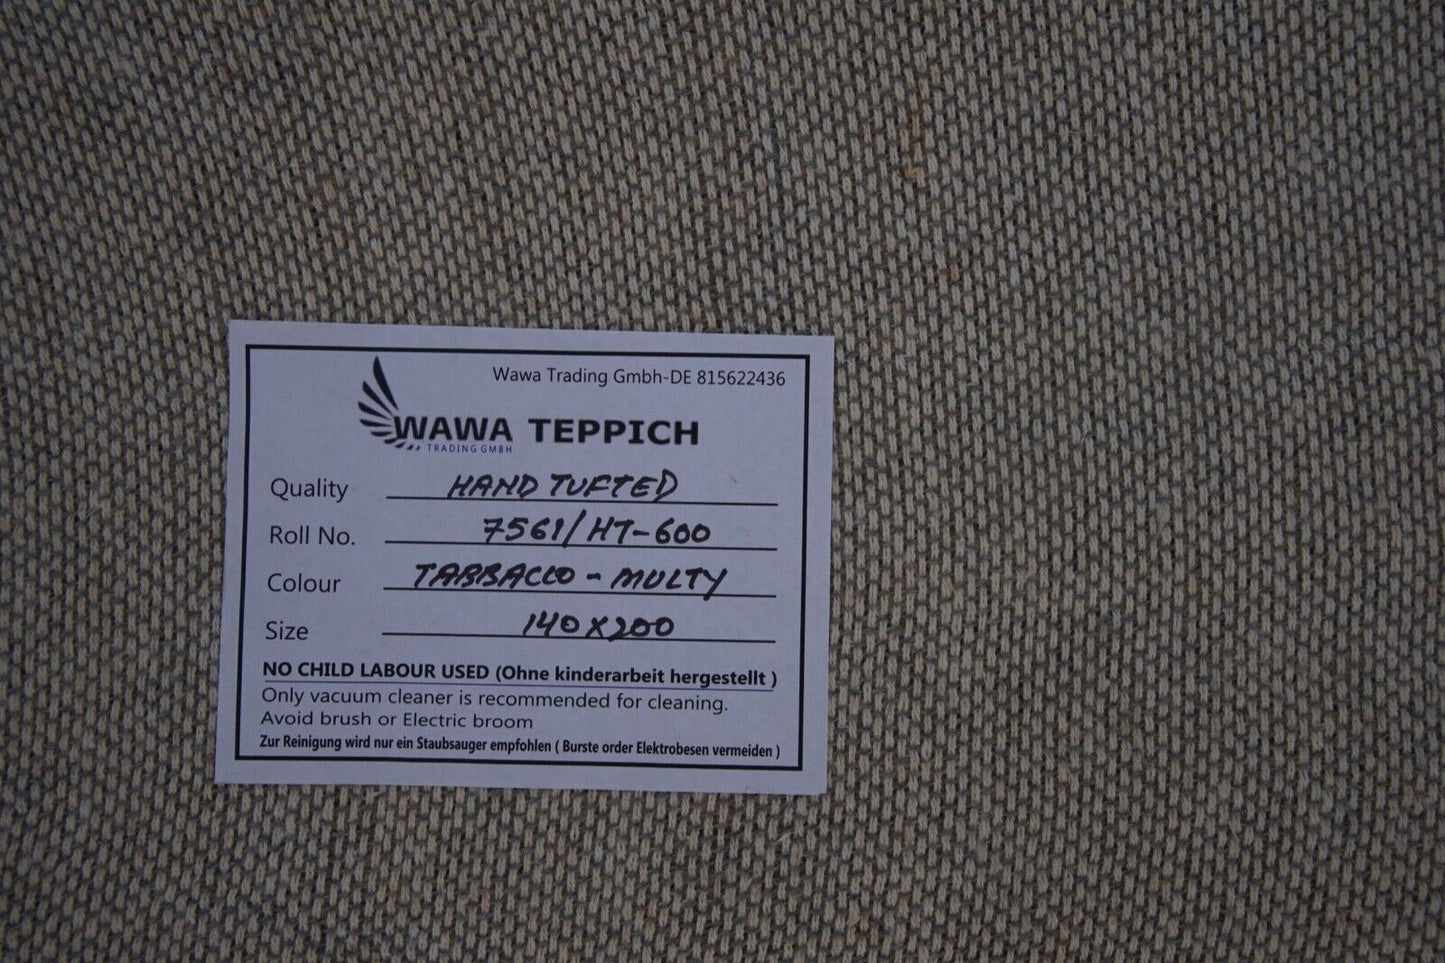 Wawa Trading Gmbh-DE 815622436
WAWA TEPPICH
TRADING GMBH
Quality HAND TUFTED
Roll No. 7561/HT-600
Colour TABBACCO - MULTY
Size 140X200
NO CHILD LABOUR USED (Ohne kinderarbeit hergestellt )
Only vacuum cleaner is recommended for cleaning.
Avoid brush or Electric broom
Zur Reinigung wird nur ein Staubsauger empfohlen ( Burste order Elektrobesen vermeiden )